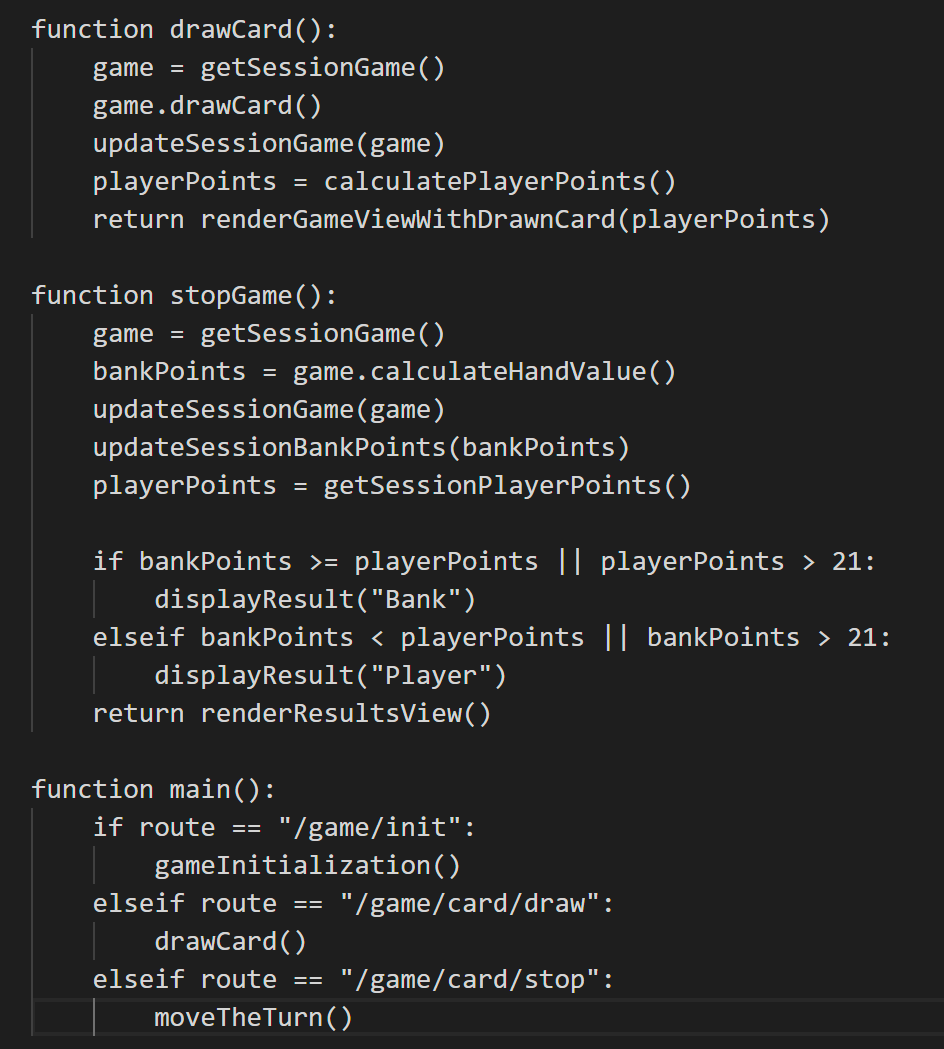 function drawCard():
game = getSessionGame()
game.drawCard()
updateSessionGame(game)
playerPoints = calculatePlayerPoints()
return renderGameViewWithDrawnCard(playerPoints)
function stopGame():
game = getSessionGame()
bankPoints = game.calculateHandValue()
updateSessionGame(game)
updateSessionBankPoints(bankPoints)
playerPoints = getSessionPlayerPoints()
if bankPoints >= playerPoints || playerPoints > 21:
displayResult("Bank")
elseif bankPoints < playerPoints || bankPoints > 21:
displayResult("Player")
return renderResultsView()
function main():
if route == "/game/init":
gameInitialization()
elseif route == "/game/card/draw":
drawCard()
elseif route == "/game/card/stop":
moveTheTurn()